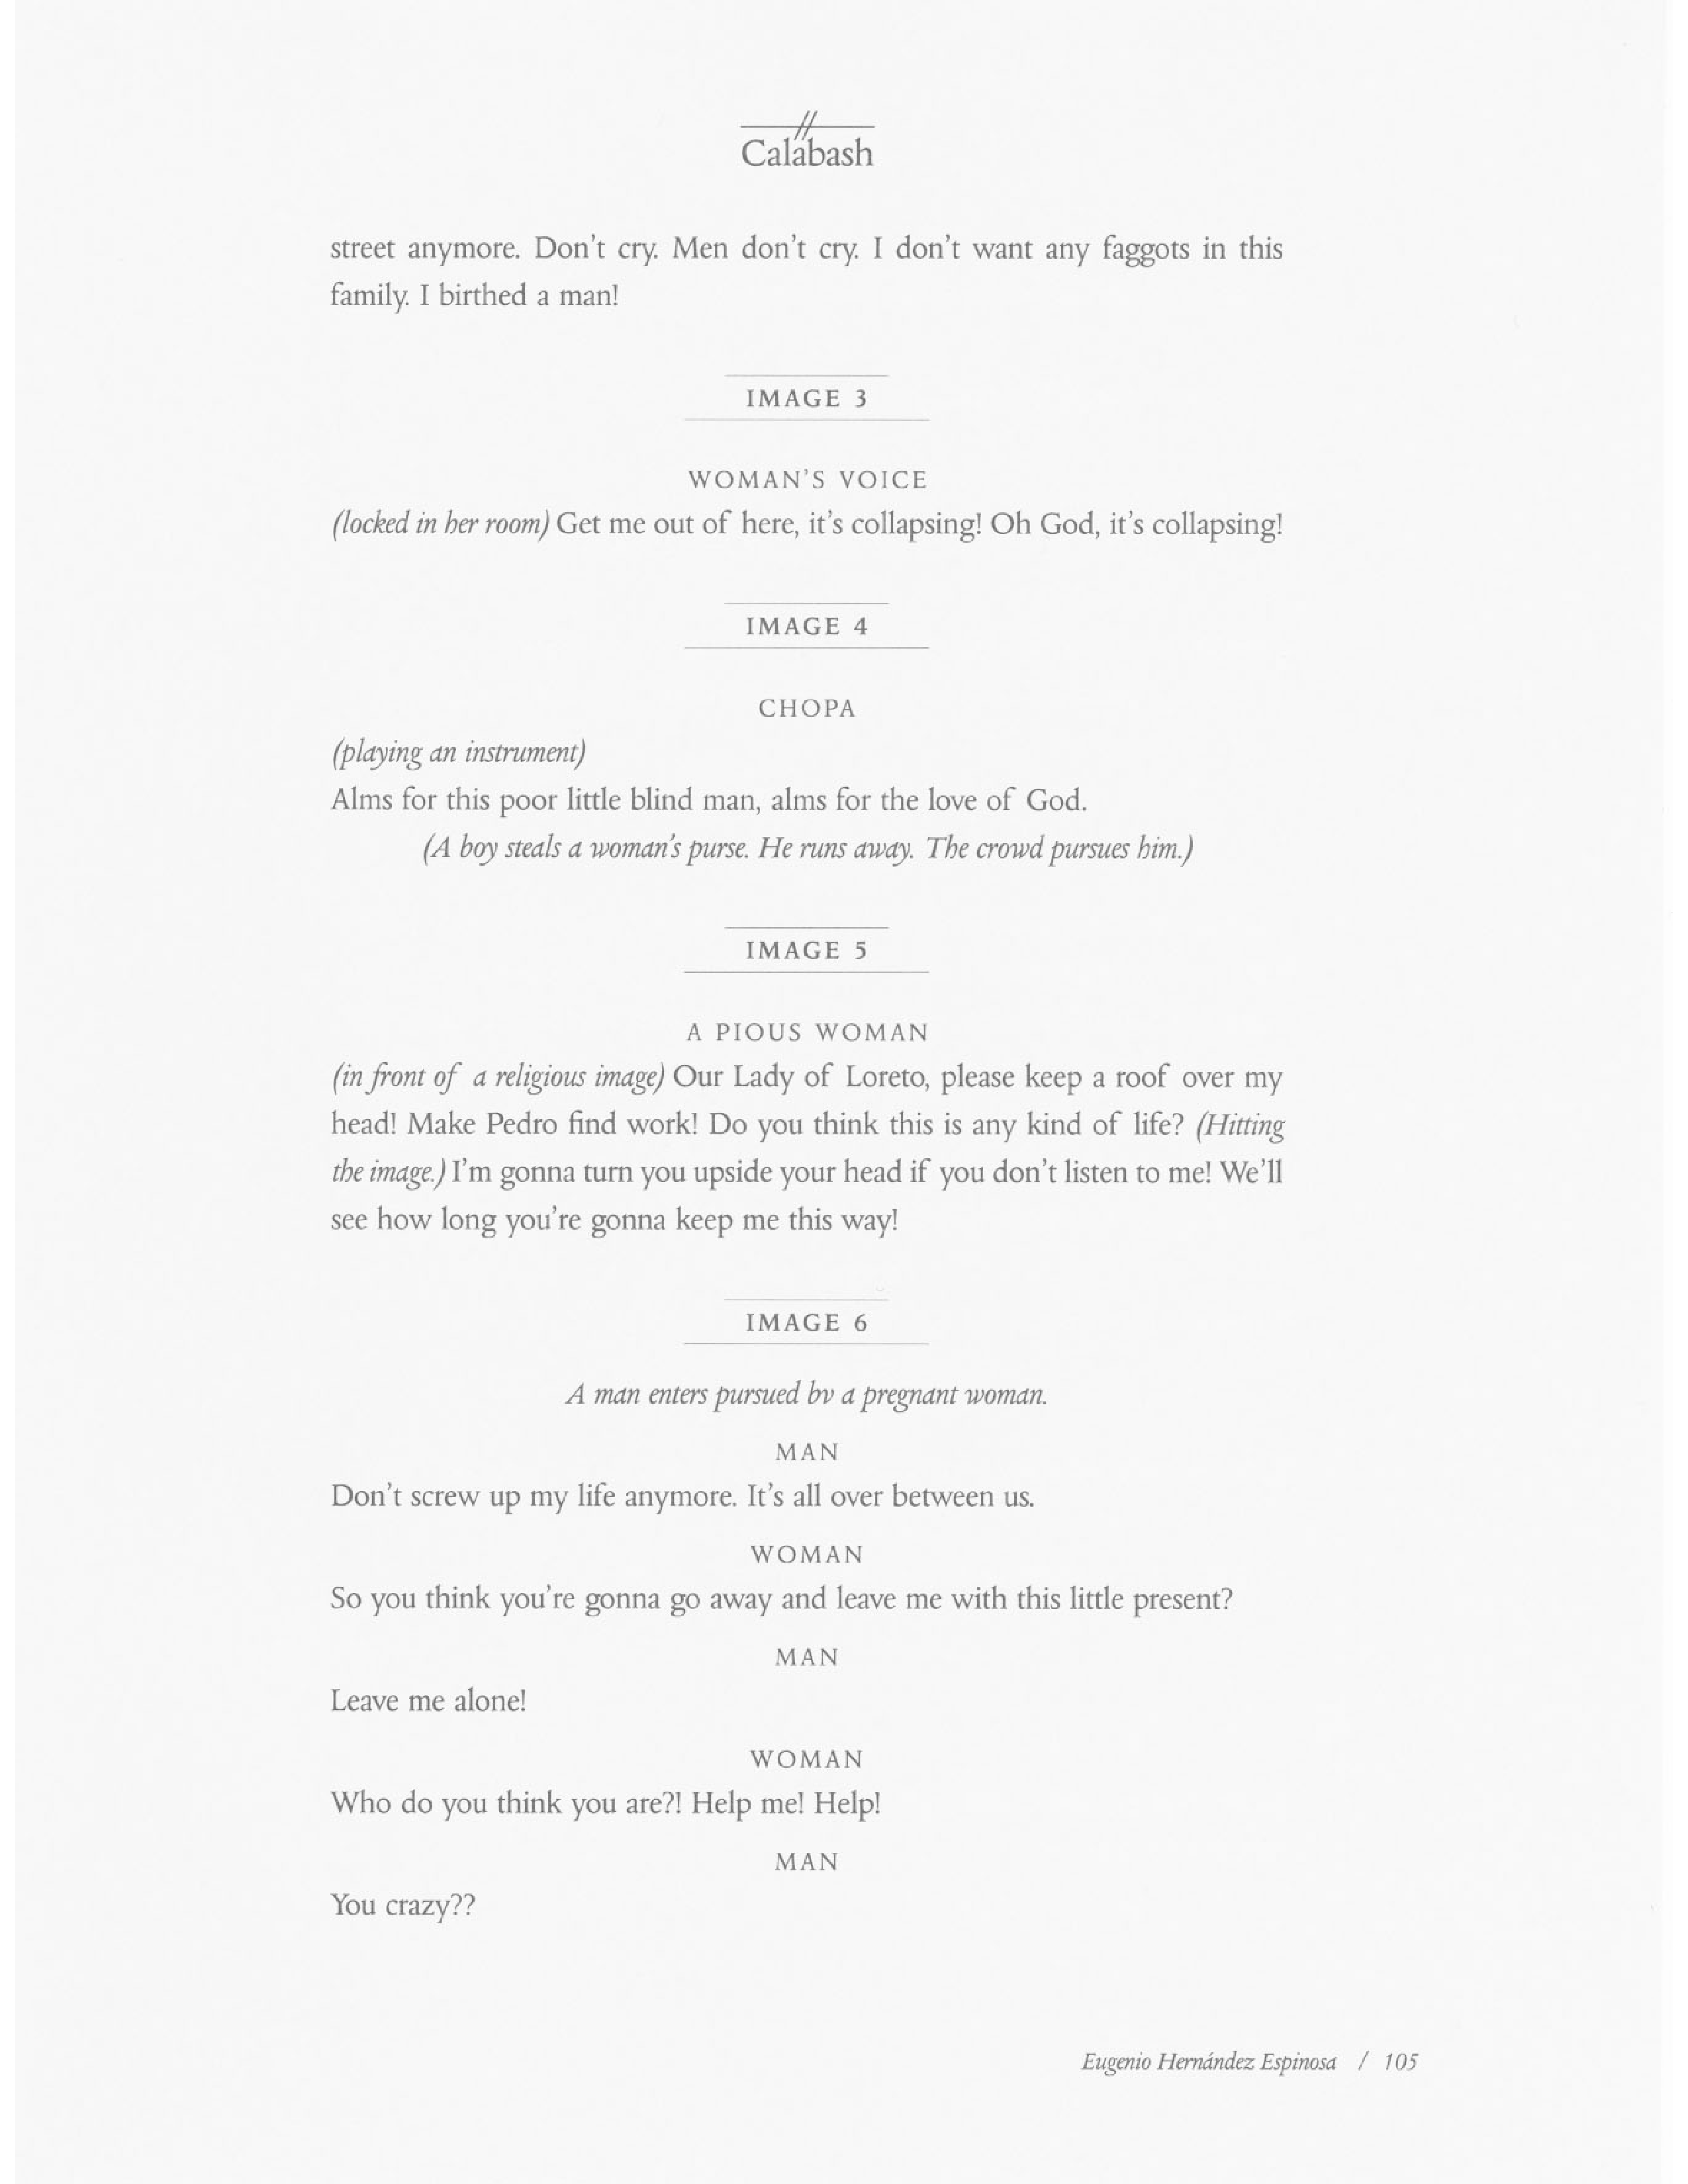 Calabash
street anymore. Don't cry. Men don't cry. I don't want any faggots in this
family. I birthed a man!
IMAGE 3
WOMAN'S VOICE
(locked in her room) Get me out of here, it's collapsing! Oh God, it's collapsing!
IMAGE 4
CHOPA
(playing an instrument)
Alms for this poor little blind man, alms for the love of God.
(A boy steals a woman's purse. He runs away. The crowd pursues him.)
IMAGE 5
A PIOUS WOMAN
(in front of a religious image) Our Lady of Loreto, please keep a roof over my
head! Make Pedro find work! Do you think this is any kind of life? (Hitting
the image.) I'm gonna turn you upside your head if you don't listen to me! We'll
see how long you're gonna keep me this way!
IMAGE 6
A man enters pursued by a pregnant woman.
MAN
Don't screw up my life anymore. It's all over between us.
WOMAN
So you think you're gonna go away and leave me with this little present?
MAN
Leave me alone!
WOMAN
Who do you think you are?! Help me! Help!
MAN
You crazy??
Eugenio Hernández Espinosa / 105